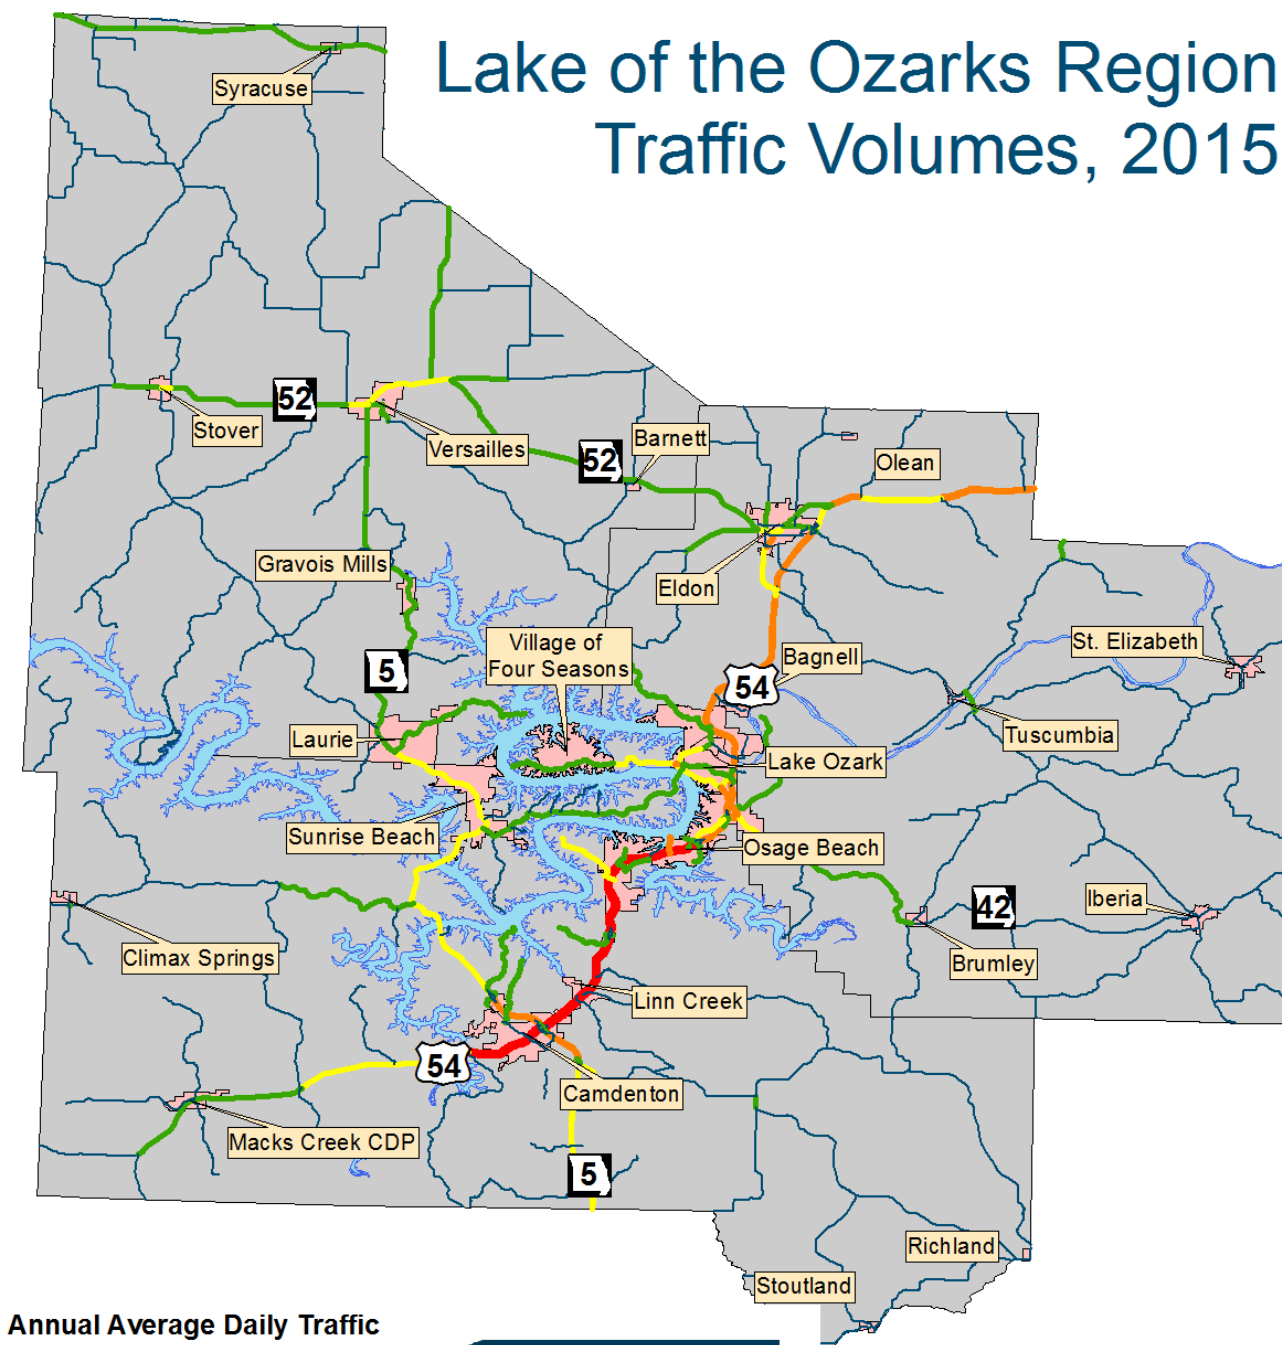 Lake of the Ozarks Region
Traffic Volumes, 2015
Syracuse
52
Stover
Versailles
52
Barnett
Olean
Gravois Mills
Eldon
Village of
Four Seasons
St. Elizabeth
5
54
Bagnell
Laurie
Tuscumbia
Lake Ozark
Sunrise Beach
Osage Beach
42
Iberia
Climax Springs
Brumley
Linn Creek
54
Camdenton
Macks Creek CDP
5
Richland
Stoutland
Annual Average Daily Traffic